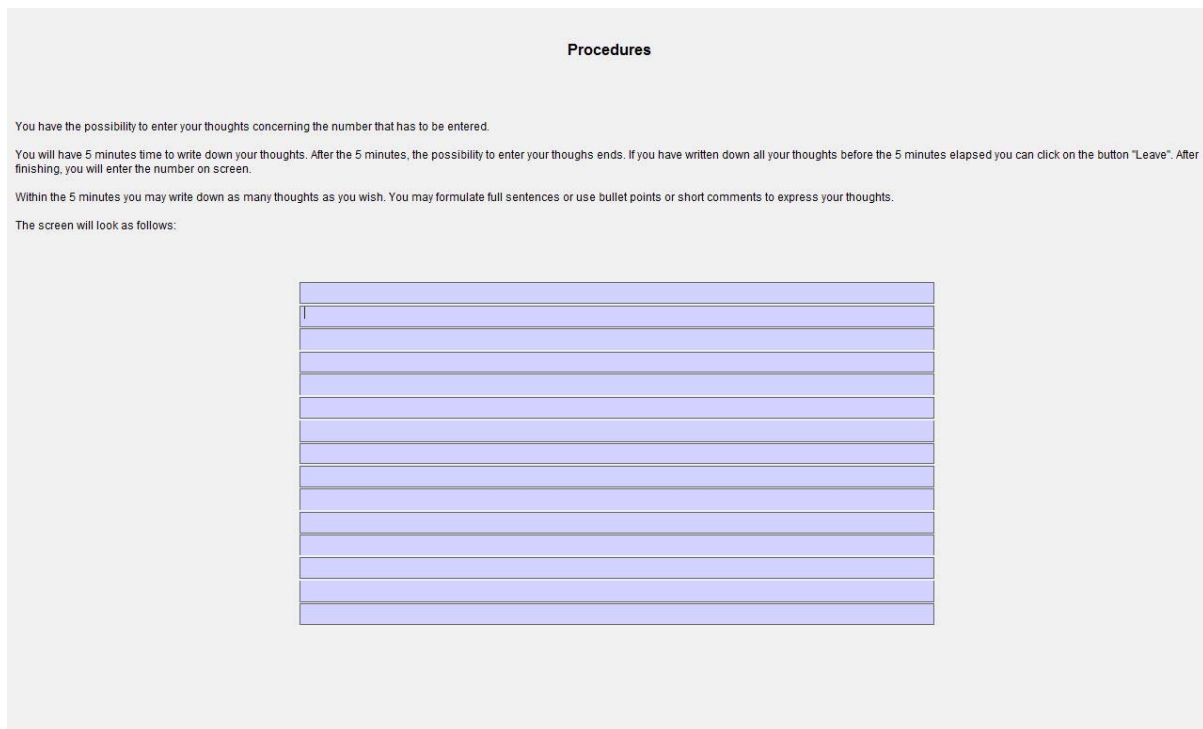 Procedures
You have the possibility to enter your thoughts concerning the number that has to be entered.
You will have 5 minutes time to write down your thoughts. After the 5 minutes, the possibility to enter your thoughs ends. If you have written down all your thoughts before the 5 minutes elapsed you can click on the button "Leave". After
finishing, you will enter the number on screen.
Within the 5 minutes you may write down as many thoughts as you wish. You may formulate full sentences or use bullet points or short comments to express your thoughts.
The screen will look as follows: